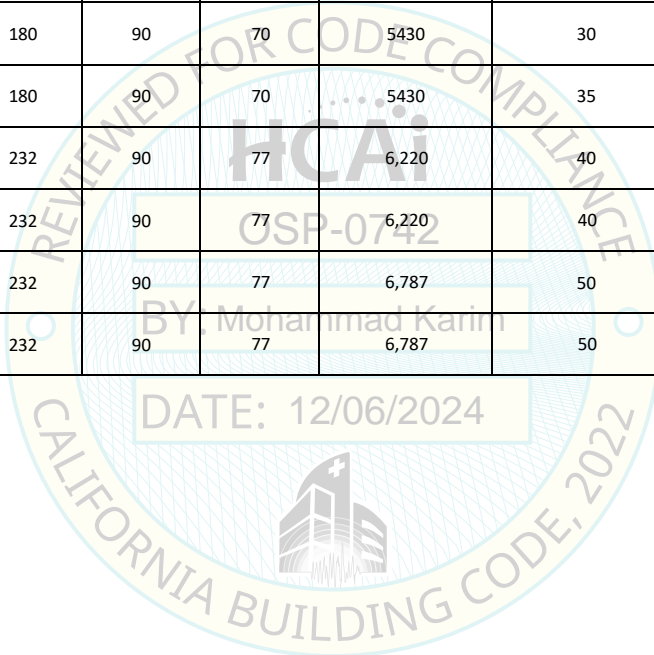 180 90 70 5430 30
180 90 70 5430 35
232 90 77 6,220 40
232 90 77 6,220 40
232 90 77 6,787 50
232 90 77 6,787 50
REVIEWED FOR CODE COMPLIANCE
HCAi
OSP-0742
BY: Mohammad Karim
DATE: 12/06/2024
CALIFORNIA BUILDING CODE, 2022